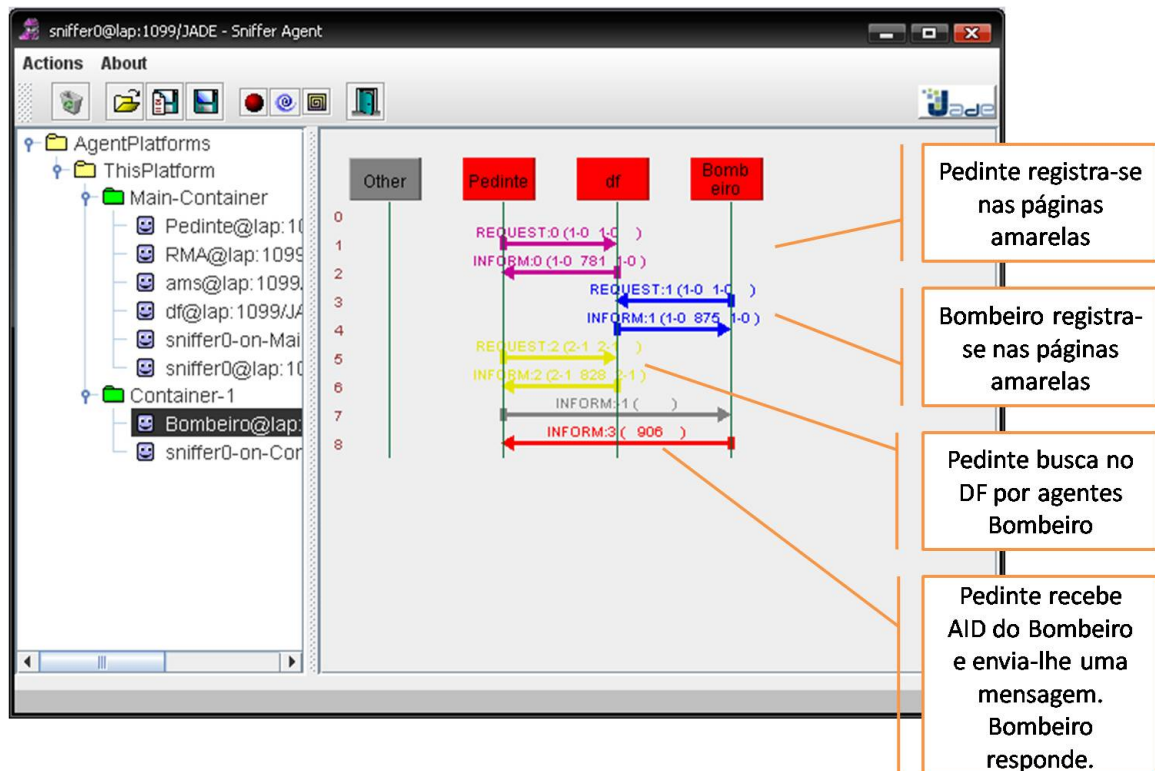 sniffer0@lap:1099/JADE - Sniffer Agent
Actions About
Jade
AgentPlatforms
ThisPlatform
Main-Container
Pedinte@lap:10
RMA@lap:1099
ams@lap:1099.
df@lap:1099/JA
sniffer0-on-Mai
sniffer0@lap:10
Container-1
Bombeiro@lap:
sniffer0-on-Cor
Other
Pedinte
df
Bomb
eiro
0
1
2
3
4
5
6
7
8
REQUEST:0 (1-0 1-0 )
INFORM:0 (1-0 781 1-0 )
REQUEST:1 (1-0 1-0 )
INFORM:1 (1-0 875 1-0 )
REQUEST:2 (2-1 2-1 )
INFORM:2 (2-1 828 2-1 )
INFORM:-1 ( )
INFORM:3 ( 906 )
Pedinte registra-se
nas páginas
amarelas
Bombeiro registra-
se nas páginas
amarelas
Pedinte busca no
DF por agentes
Bombeiro
Pedinte recebe
AID do Bombeiro
e envia-lhe uma
mensagem.
Bombeiro
responde.